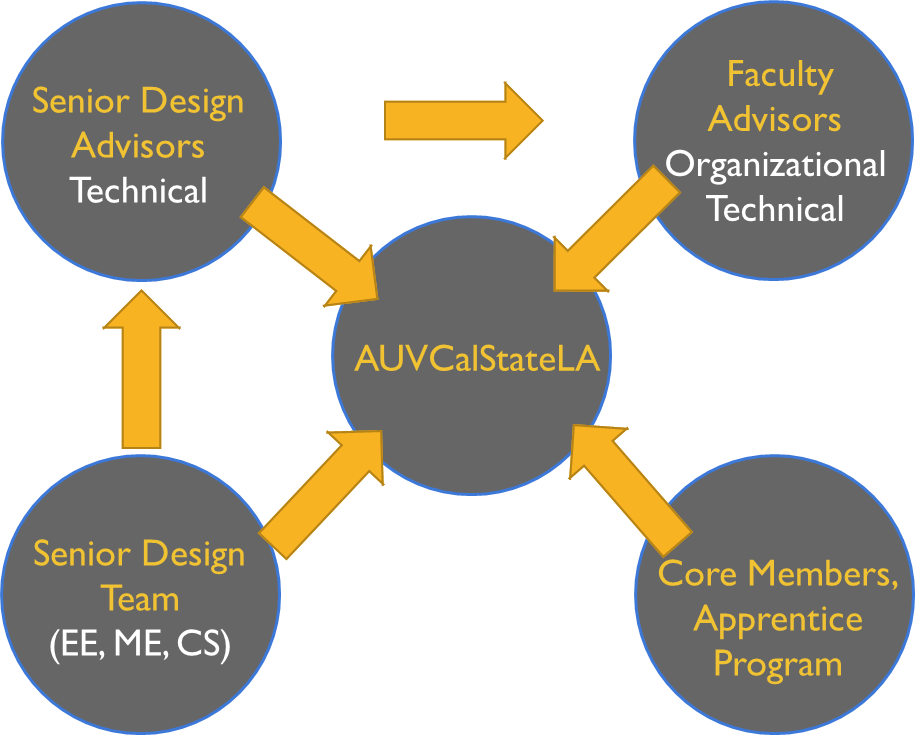 Senior Design
Advisors
Technical
Faculty
Advisors
Organizational
Technical
AUVCalStateLA
Senior Design
Team
(EE, ME, CS)
Core Members,
Apprentice
Program